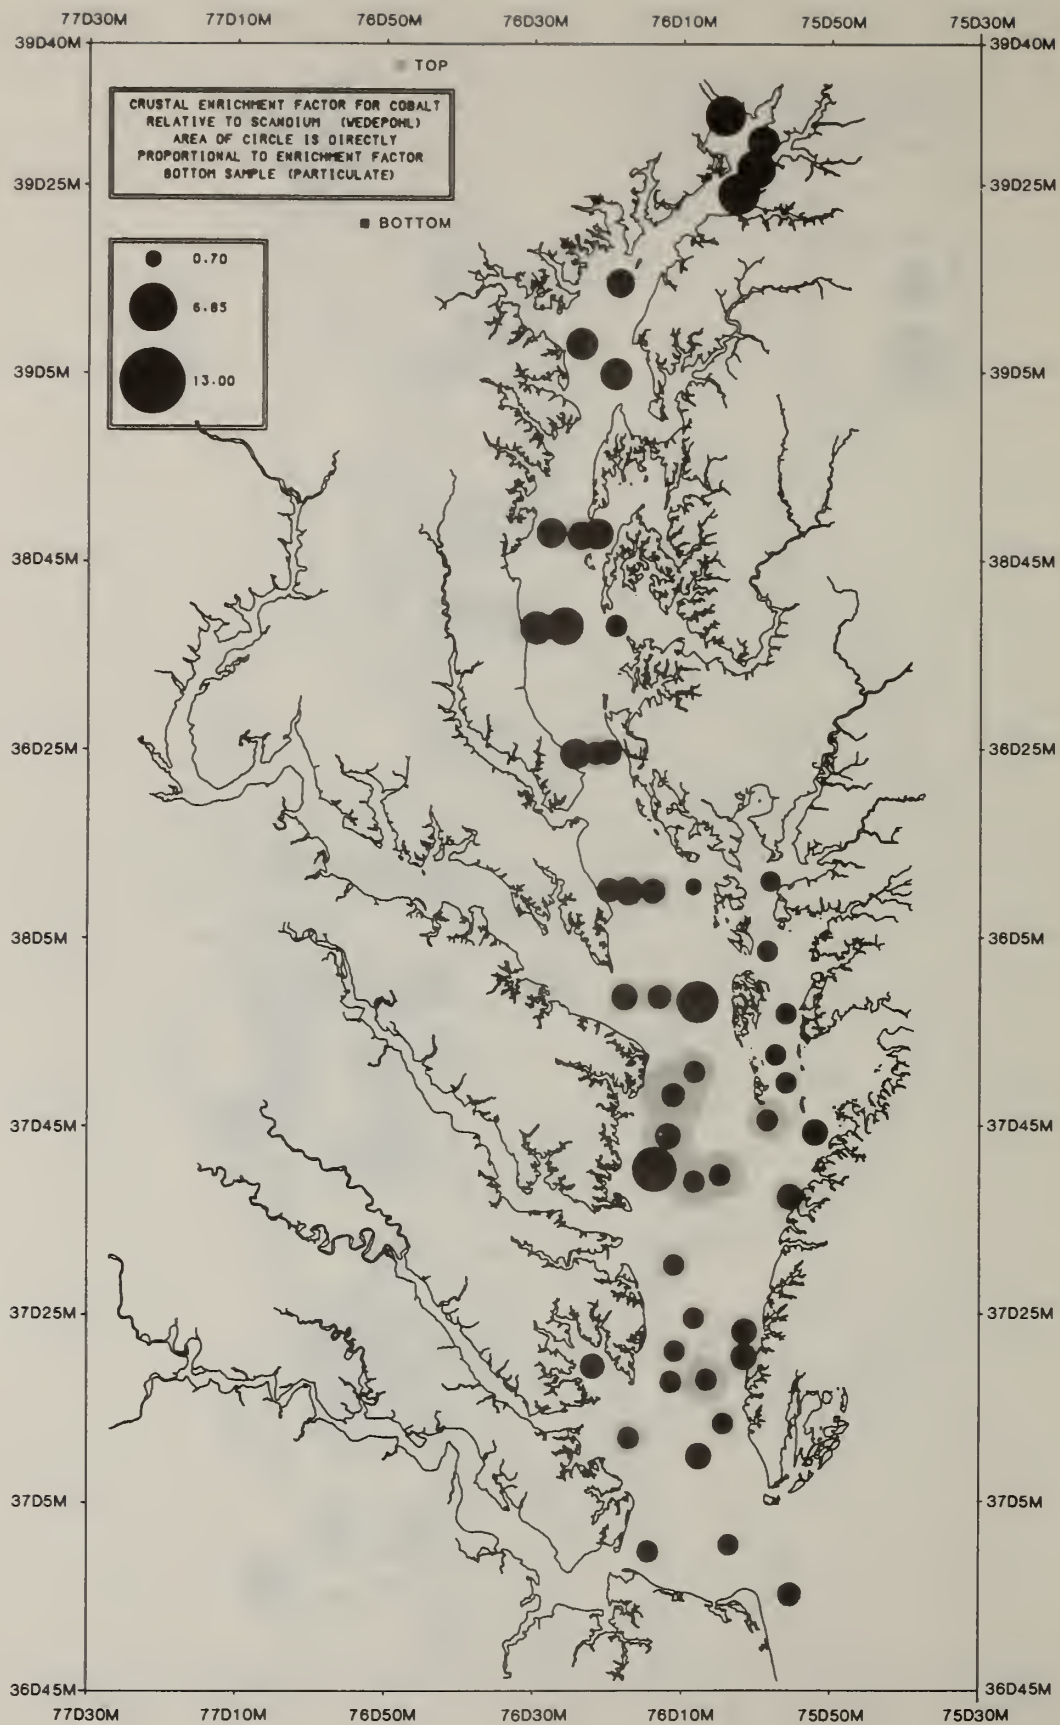 77D30M 77D10M 76D50M 76D30M 76D10M 75D50M 75D30M
39D40M 39D40M
TOP
CRUSTAL ENRICHMENT FACTOR FOR COBALT
RELATIVE TO SCANDIUM (WEDEPOHL)
AREA OF CIRCLE IS DIRECTLY
PROPORTIONAL TO ENRICHMENT FACTOR
BOTTOM SAMPLE (PARTICULATE)
39D25M 39D25M
BOTTOM
0.70
6.85
13.00
39D5M 39D5M
38D45M 38D45M
38D25M 38D25M
38D5M 38D5M
37D45M 37D45M
37D25M 37D25M
37D5M 37D5M
36D45M 36D45M
77D30M 77D10M 76D50M 76D30M 76D10M 75D50M 75D30M